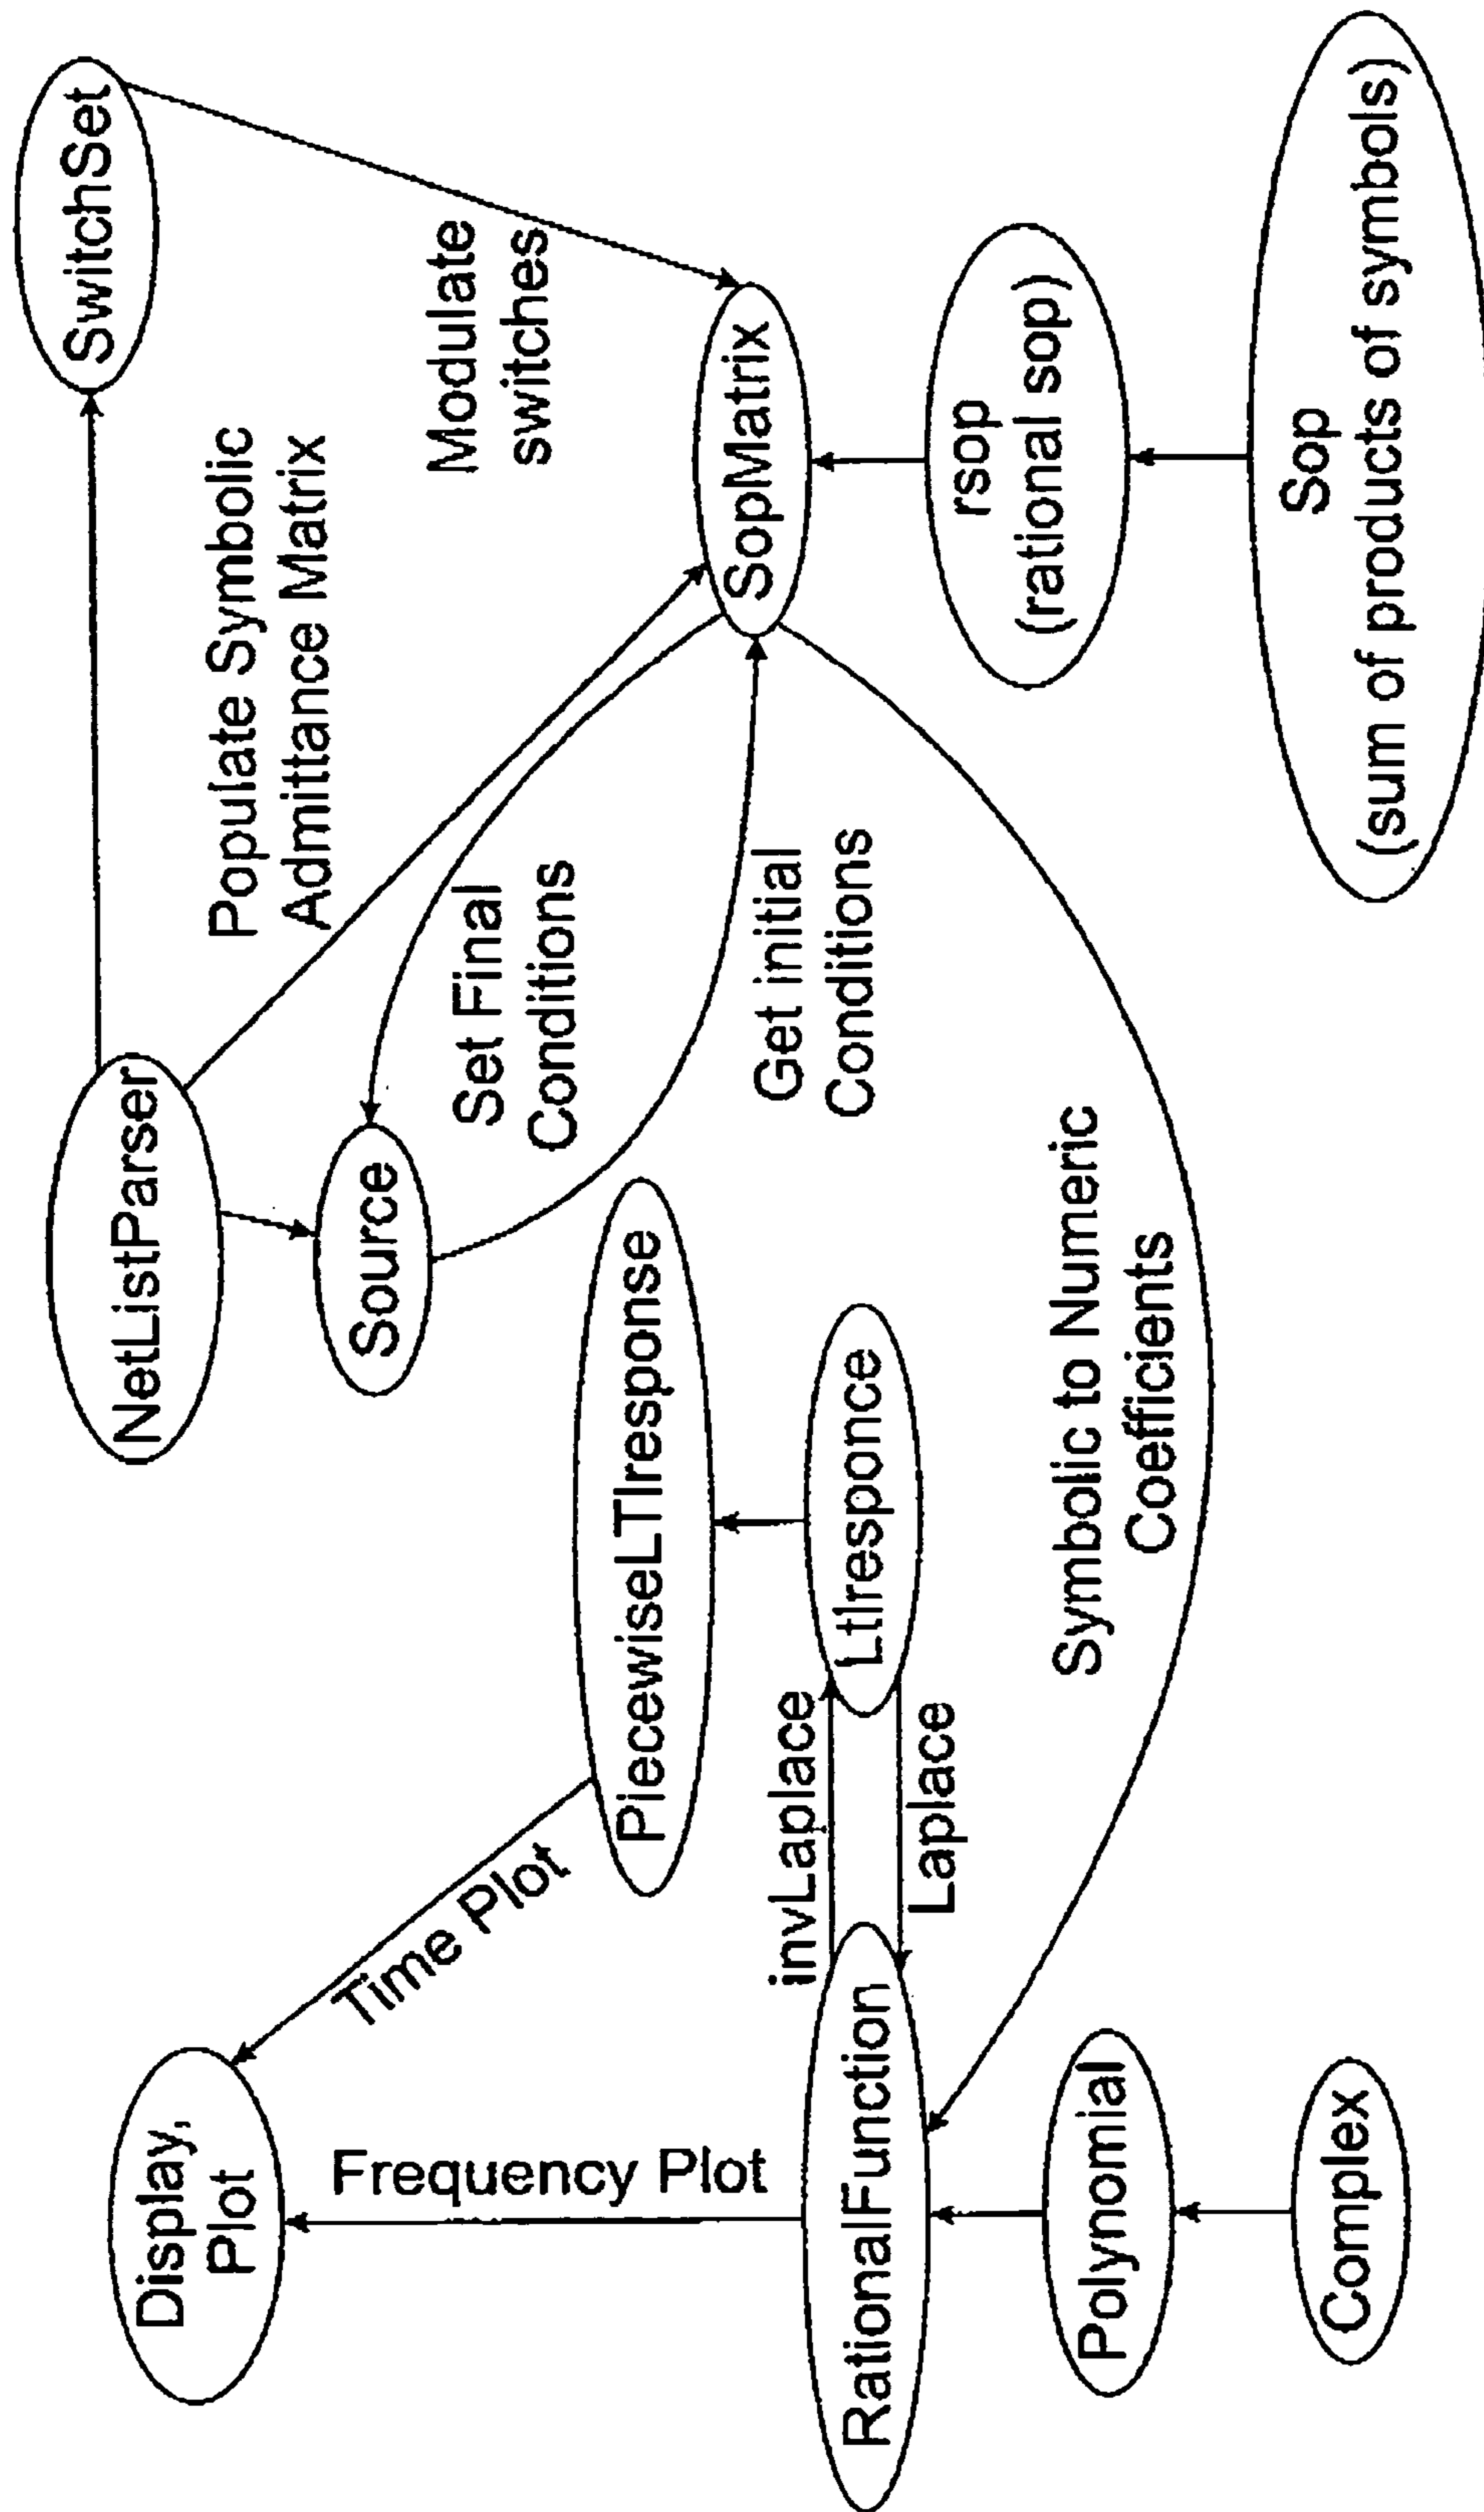 Display,
Plot
NetListParser
SwitchSet
Populate Symbolic
Admittance Matrix
Time Plot
Frequency Plot
Source
Modulate
switches
Set Final
Conditions
PiecewiseLTIresponse
SopMatrix
Get initial
Conditions
invLaplace
LtIresponce
Laplace
RationalFunction
rsop
(rational sop)
Symbolic to Numeric
Coefficients
Polynomial
Sop
(sum of products of symbols)
Complex